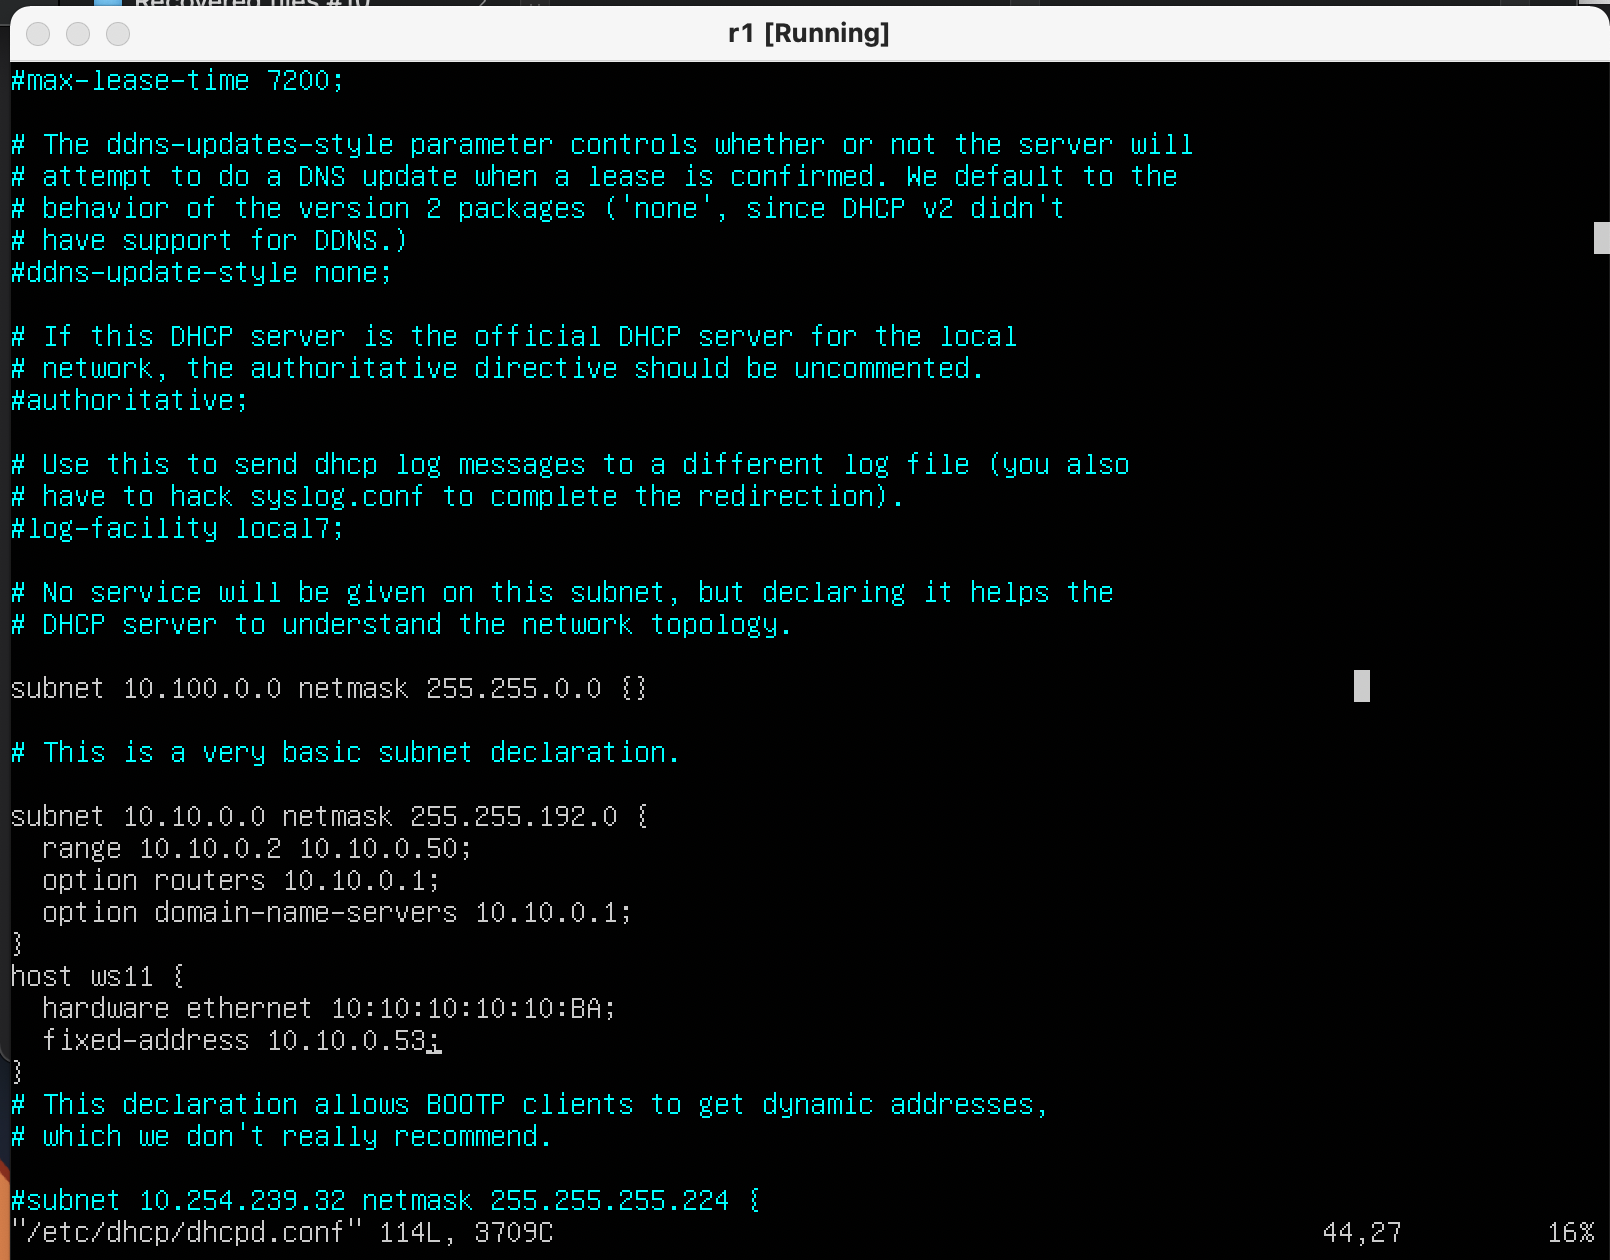 Recovered files #10
r1 [Running]
#max-lease-time 7200;
# The ddns-updates-style parameter controls whether or not the server will
# attempt to do a DNS update when a lease is confirmed. We default to the
# behavior of the version 2 packages ('none', since DHCP v2 didn't
# have support for DDNS.)
#ddns-update-style none;
# If this DHCP server is the official DHCP server for the local
# network, the authoritative directive should be uncommented.
#authoritative;
# Use this to send dhcp log messages to a different log file (you also
# have to hack syslog.conf to complete the redirection).
#log-facility local7;
# No service will be given on this subnet, but declaring it helps the
# DHCP server to understand the network topology.
subnet 10.100.0.0 netmask 255.255.0.0 {}
# This is a very basic subnet declaration.
subnet 10.10.0.0 netmask 255.255.192.0 {
  range 10.10.0.2 10.10.0.50;
  option routers 10.10.0.1;
  option domain-name-servers 10.10.0.1;
}
host ws11 {
  hardware ethernet 10:10:10:10:10:BA;
  fixed-address 10.10.0.53;
}
# This declaration allows BOOTP clients to get dynamic addresses,
# which we don't really recommend.
#subnet 10.254.239.32 netmask 255.255.255.224 {
"/etc/dhcp/dhcpd.conf" 114L, 3709C 44,27 16%